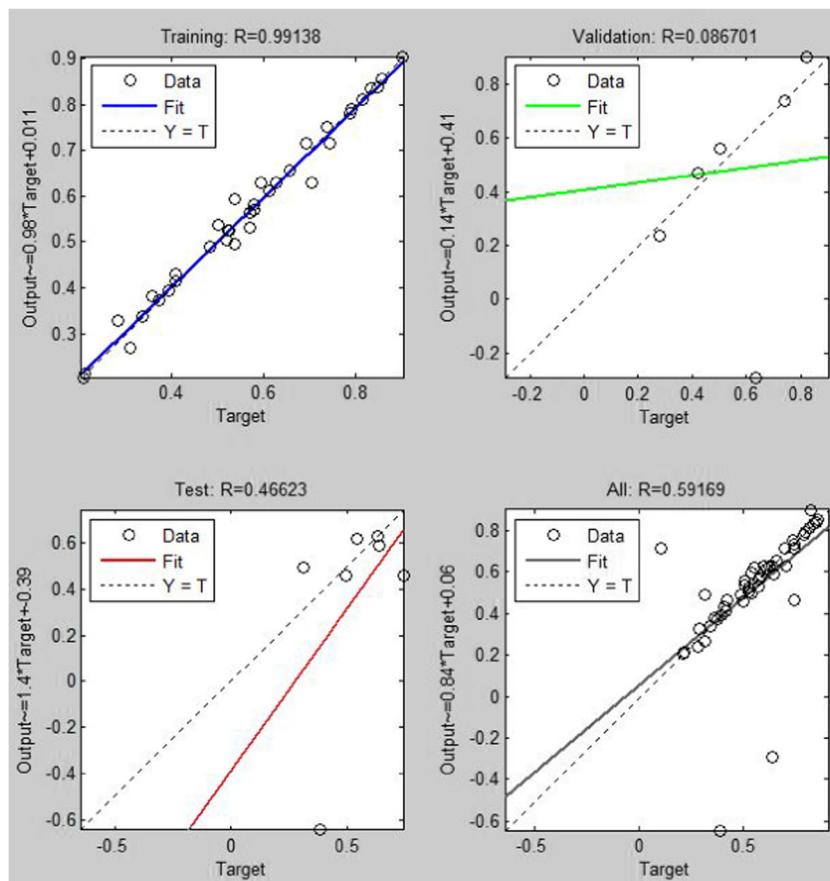 Training: R=0.99138
Output~=0.98*Target+0.011
0.9
0.8
0.7
0.6
0.5
0.4
0.3
Data
Fit
Y = T
0.4
0.6
0.8
Target
Validation: R=0.086701
Output~=0.14*Target+0.41
0.8
0.6
0.4
0.2
0
-0.2
Data
Fit
Y = T
-0.2
0
0.2
0.4
0.6
0.8
Target
Test: R=0.46623
Output~=1.4*Target+-0.39
0.6
0.4
0.2
0
-0.2
-0.4
-0.6
Data
Fit
Y = T
-0.5
0
0.5
Target
All: R=0.59169
Output~=0.84*Target+0.06
0.8
0.6
0.4
0.2
0
-0.2
-0.4
-0.6
Data
Fit
Y = T
-0.5
0
0.5
Target